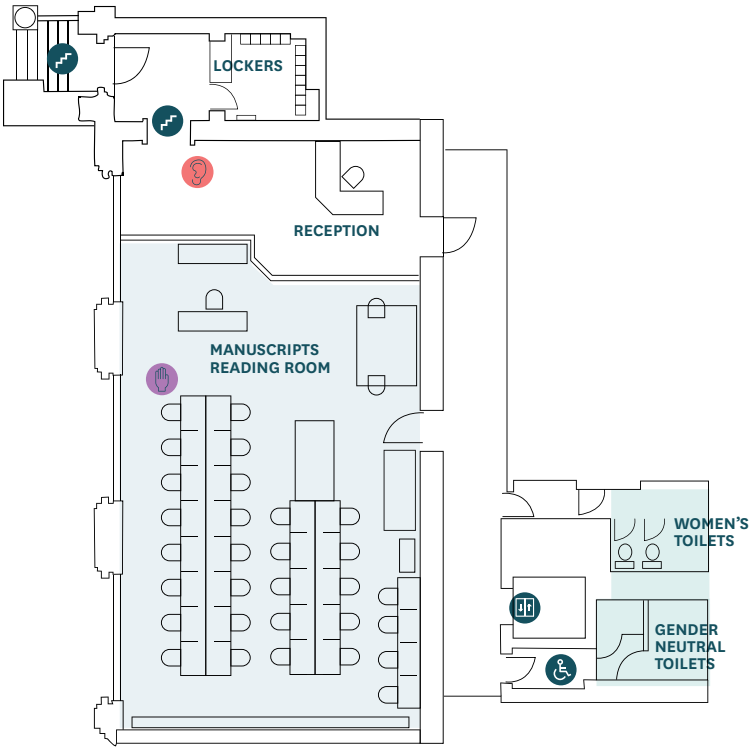 LOCKERS
RECEPTION
MANUSCRIPTS
READING ROOM
WOMEN’S
TOILETS
GENDER
NEUTRAL
TOILETS